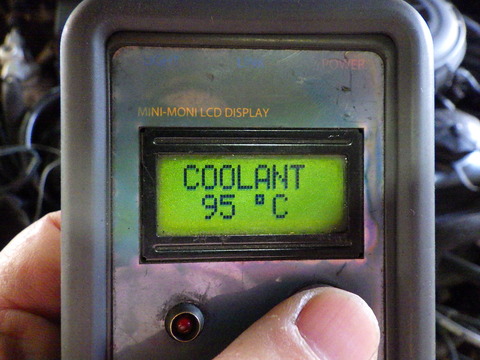 POWER
MINI-MONI LCD DISPLAY
COOLANT
95 °C